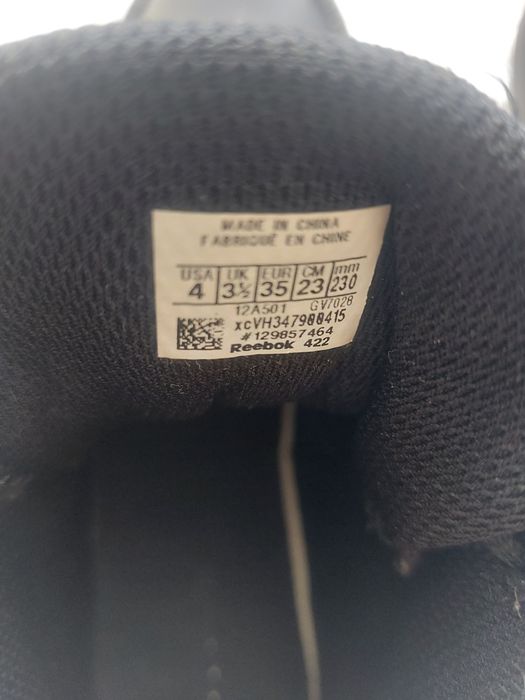 MADE IN CHINA
FABRIQUÉ EN CHINE
USA UK EUR CM mm
4 3½ 35 23 230
12A501 GV7028
xcVH347900415
#129857464
Reebok 422